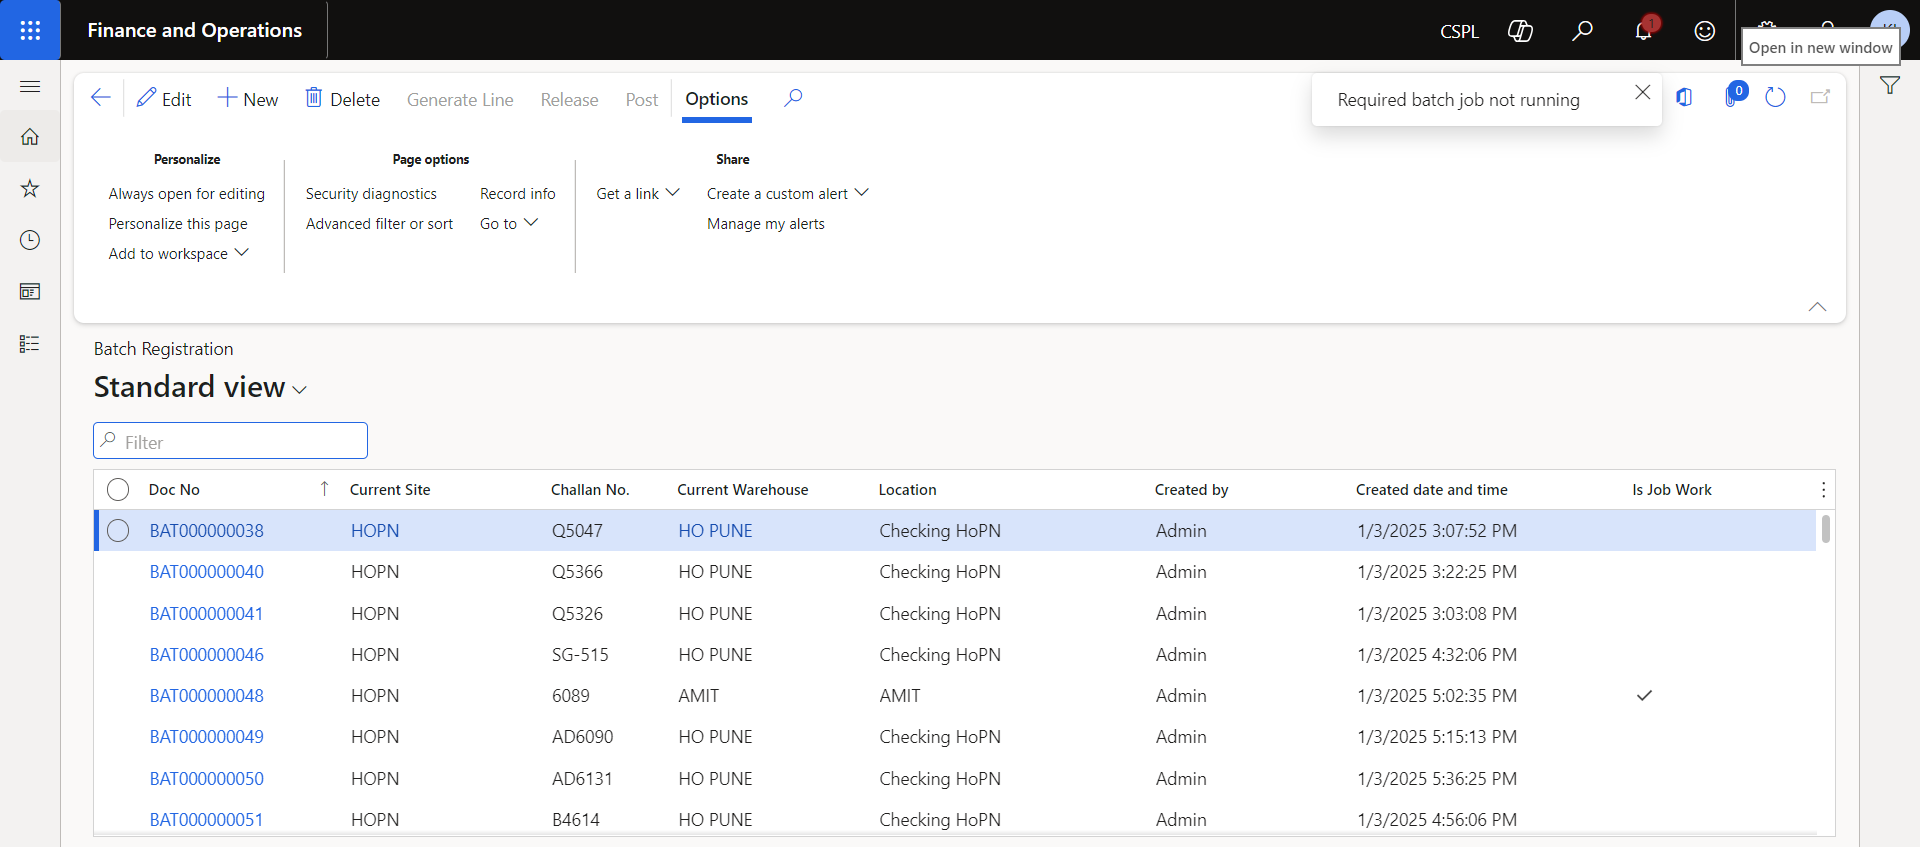 Finance and Operations
CSPL
1
Open in new window
Edit
New
Delete
Generate Line
Release
Post
Options
Required batch job not running
0
Personalize
Always open for editing
Personalize this page
Add to workspace
Page options
Security diagnostics
Advanced filter or sort
Record info
Go to
Share
Get a link
Create a custom alert
Manage my alerts
Batch Registration
Standard view
Filter
Doc No Current Site Challan No. Current Warehouse Location Created by Created date and time Is Job Work
BAT000000038 HOPN Q5047 HO PUNE Checking HoPN Admin 1/3/2025 3:07:52 PM
BAT000000040 HOPN Q5366 HO PUNE Checking HoPN Admin 1/3/2025 3:22:25 PM
BAT000000041 HOPN Q5326 HO PUNE Checking HoPN Admin 1/3/2025 3:03:08 PM
BAT000000046 HOPN SG-515 HO PUNE Checking HoPN Admin 1/3/2025 4:32:06 PM
BAT000000048 HOPN 6089 AMIT AMIT Admin 1/3/2025 5:02:35 PM
BAT000000049 HOPN AD6090 HO PUNE Checking HoPN Admin 1/3/2025 5:15:13 PM
BAT000000050 HOPN AD6131 HO PUNE Checking HoPN Admin 1/3/2025 5:36:25 PM
BAT000000051 HOPN B4614 HO PUNE Checking HoPN Admin 1/3/2025 4:56:06 PM